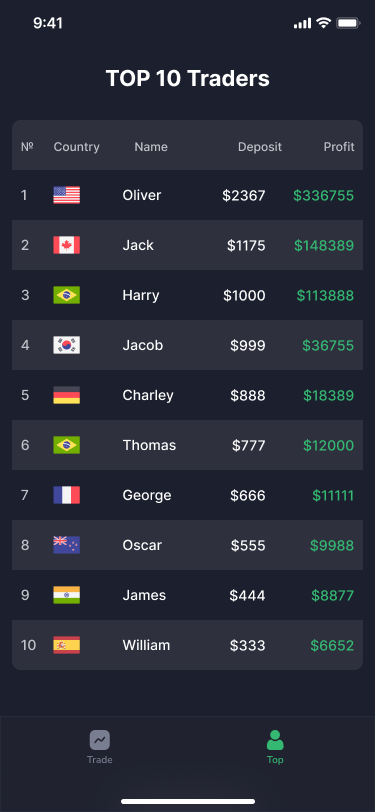 9:41
TOP 10 Traders
№ Country Name Deposit Profit
1 Oliver $2367 $336755
2 Jack $1175 $148389
3 Harry $1000 $113888
4 Jacob $999 $36755
5 Charley $888 $18389
6 Thomas $777 $12000
7 George $666 $11111
8 Oscar $555 $9988
9 James $444 $8877
10 William $333 $6652
Trade Top